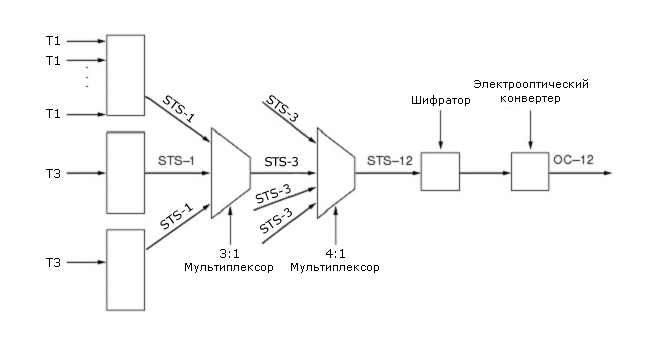 T1
T1
T1
T3
T3
STS-1
STS-1
STS-1
3:1
Мультиплексор
STS-3
STS-3
STS-3
STS-3
4:1
Мультиплексор
STS-12
Шифратор
Электрооптический
конвертер
OC-12